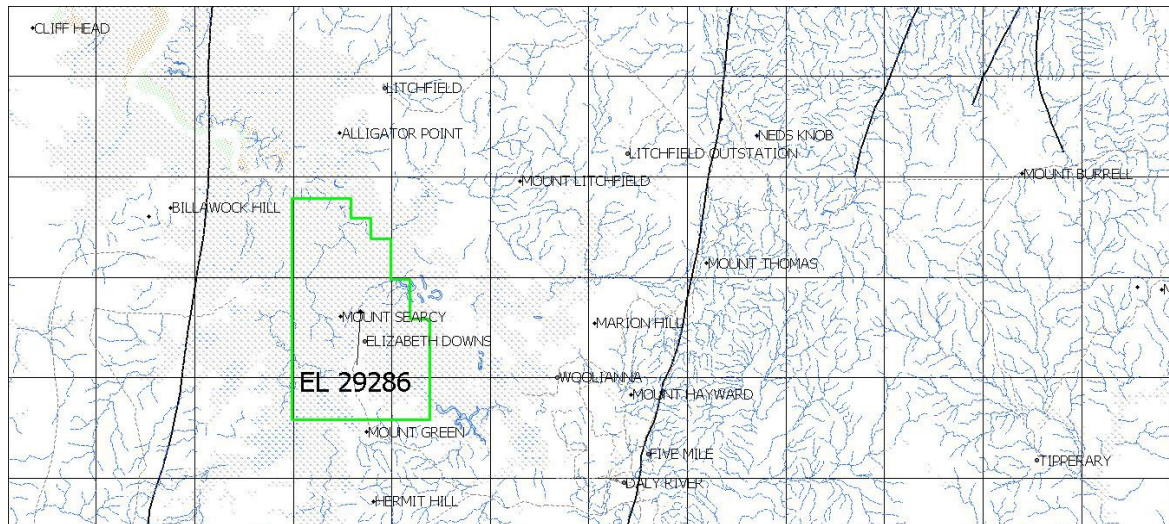 CLIFF HEAD
LITCHFIELD
ALLIGATOR POINT
NEDS KNOB
LITCHFIELD OUTSTATION
MOUNT BURRELL
MOUNT LITCHFIELD
BILLAWOCK HILL
MOUNT THOMAS
MOUNT SEARCY
MARION HILL
ELIZABETH DOWNS
EL 29286
WOOLIANNA
MOUNT HAYWARD
MOUNT GREEN
FIVE MILE
TIPPERARY
DALY RIVER
HERMIT HILL